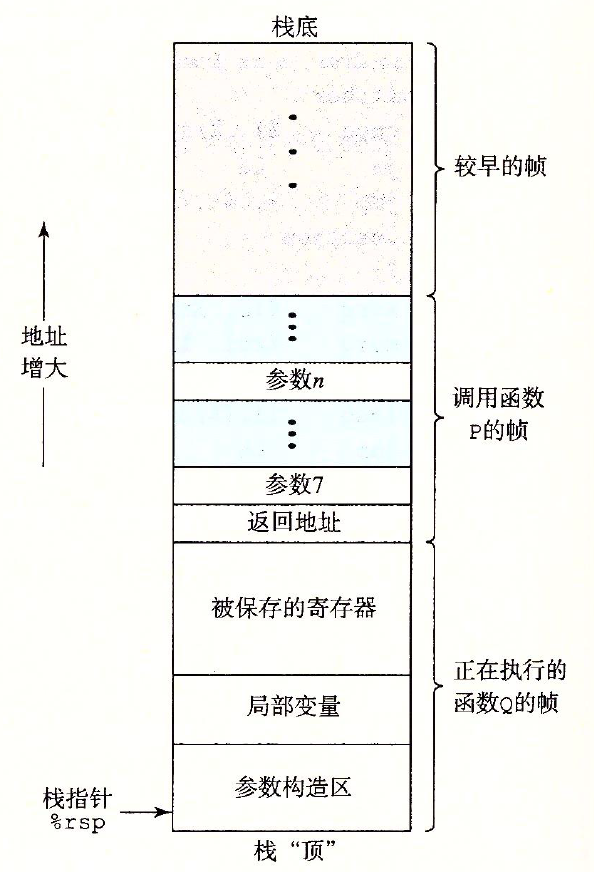 栈底
较早的帧
地址
增大
参数n
调用函数
P的帧
参数7
返回地址
被保存的寄存器
正在执行的
函数Q的帧
局部变量
参数构造区
栈指针
%rsp
栈“顶”